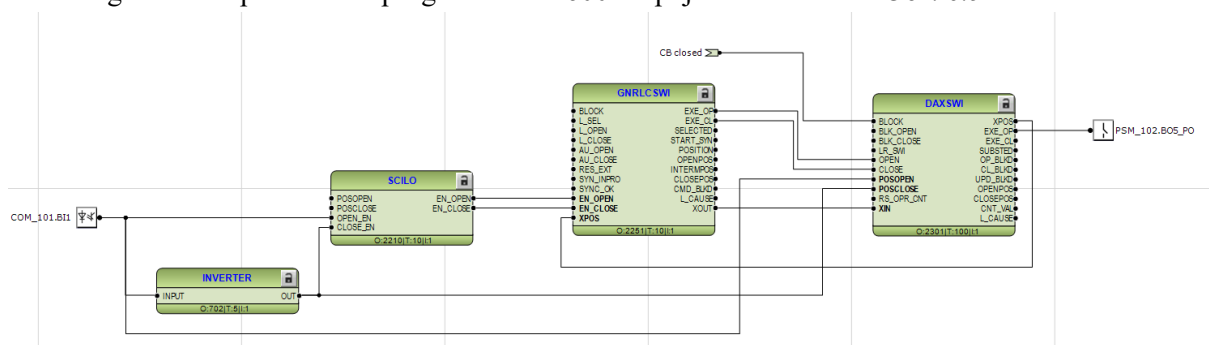 CB closed
GNRLCSWI
BLOCK EXE_OP
L_SEL EXE_CL
L_OPEN SELECTED
L_CLOSE START_SYN
AU_OPEN POSITION
AU_CLOSE OPENPOS
RES_EXT INTERMPOS
SYN_INPRO CLOSEPOS
SYNC_OK CMD_BLKD
EN_OPEN L_CAUSE
EN_CLOSE XOUT
XPOS
O:2251|T:10|I:1
DAXSWI
BLOCK XPOS
BLK_OPEN EXE_OP
BLK_CLOSE EXE_CL
LR_SWI SUBSTED
OPEN OP_BLKD
CLOSE CL_BLKD
POSOPEN UPD_BLKD
POSCLOSE OPENPOS
RS_OPR_CNT CLOSEPOS
XIN CNT_VAL
L_CAUSE
O:2301|T:100|I:1
PSM_102.BO5_PO
SCILO
POSOPEN EN_OPEN
POSCLOSE EN_CLOSE
OPEN_EN
CLOSE_EN
O:2210|T:10|I:1
COM_101.BI1
INVERTER
INPUT OUT
O:702|T:5|I:1